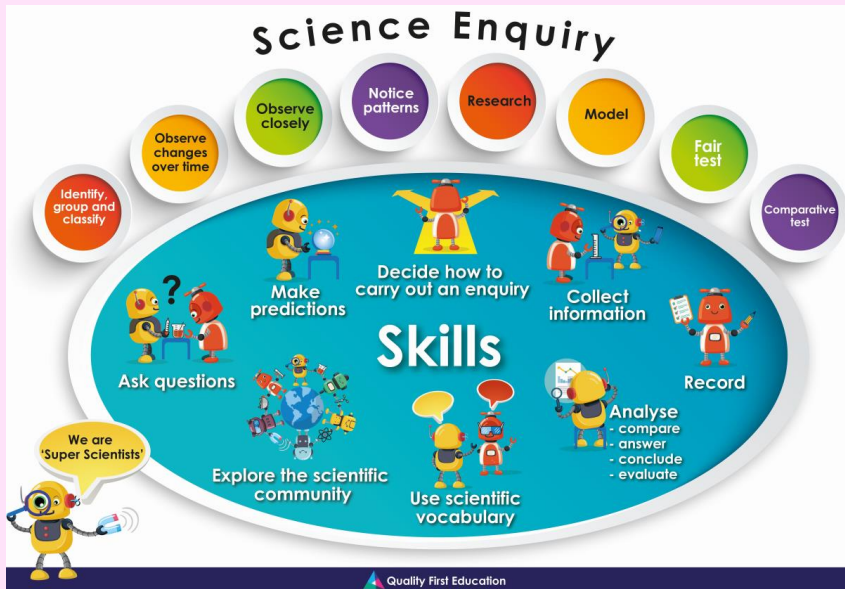 Science Enquiry
Identify,
group and
classify
Observe
changes
over time
Observe
closely
Notice
patterns
Research
Model
Fair
test
Comparative
test
?
Make
predictions
Decide how to
carry out an enquiry
Collect
information
Skills
Ask questions
Record
Explore the scientific
community
Use scientific
vocabulary
Analyse
- compare
- answer
- conclude
- evaluate
We are
'Super Scientists'
Quality First Education